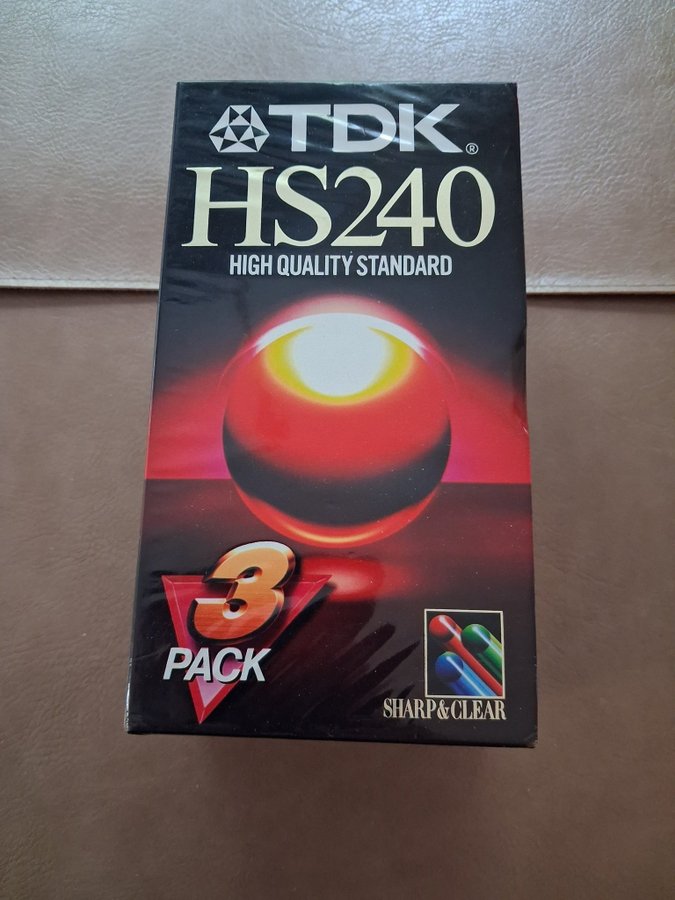 TDK®
HS240
HIGH QUALITY STANDARD
3
PACK
SHARP&CLEAR